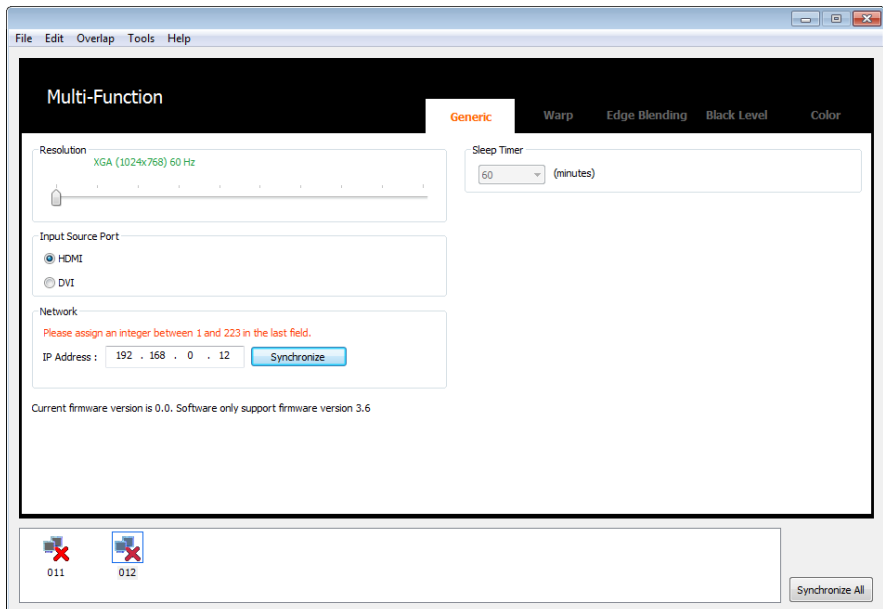 File Edit Overlap Tools Help
Multi-Function
Generic Warp Edge Blending Black Level Color
Resolution
XGA (1024x768) 60 Hz
Sleep Timer
60 (minutes)
Input Source Port
HDMI
DVI
Network
Please assign an integer between 1 and 223 in the last field.
IP Address : 192 . 168 . 0 . 12 Synchronize
Current firmware version is 0.0. Software only support firmware version 3.6
011 012
Synchronize All